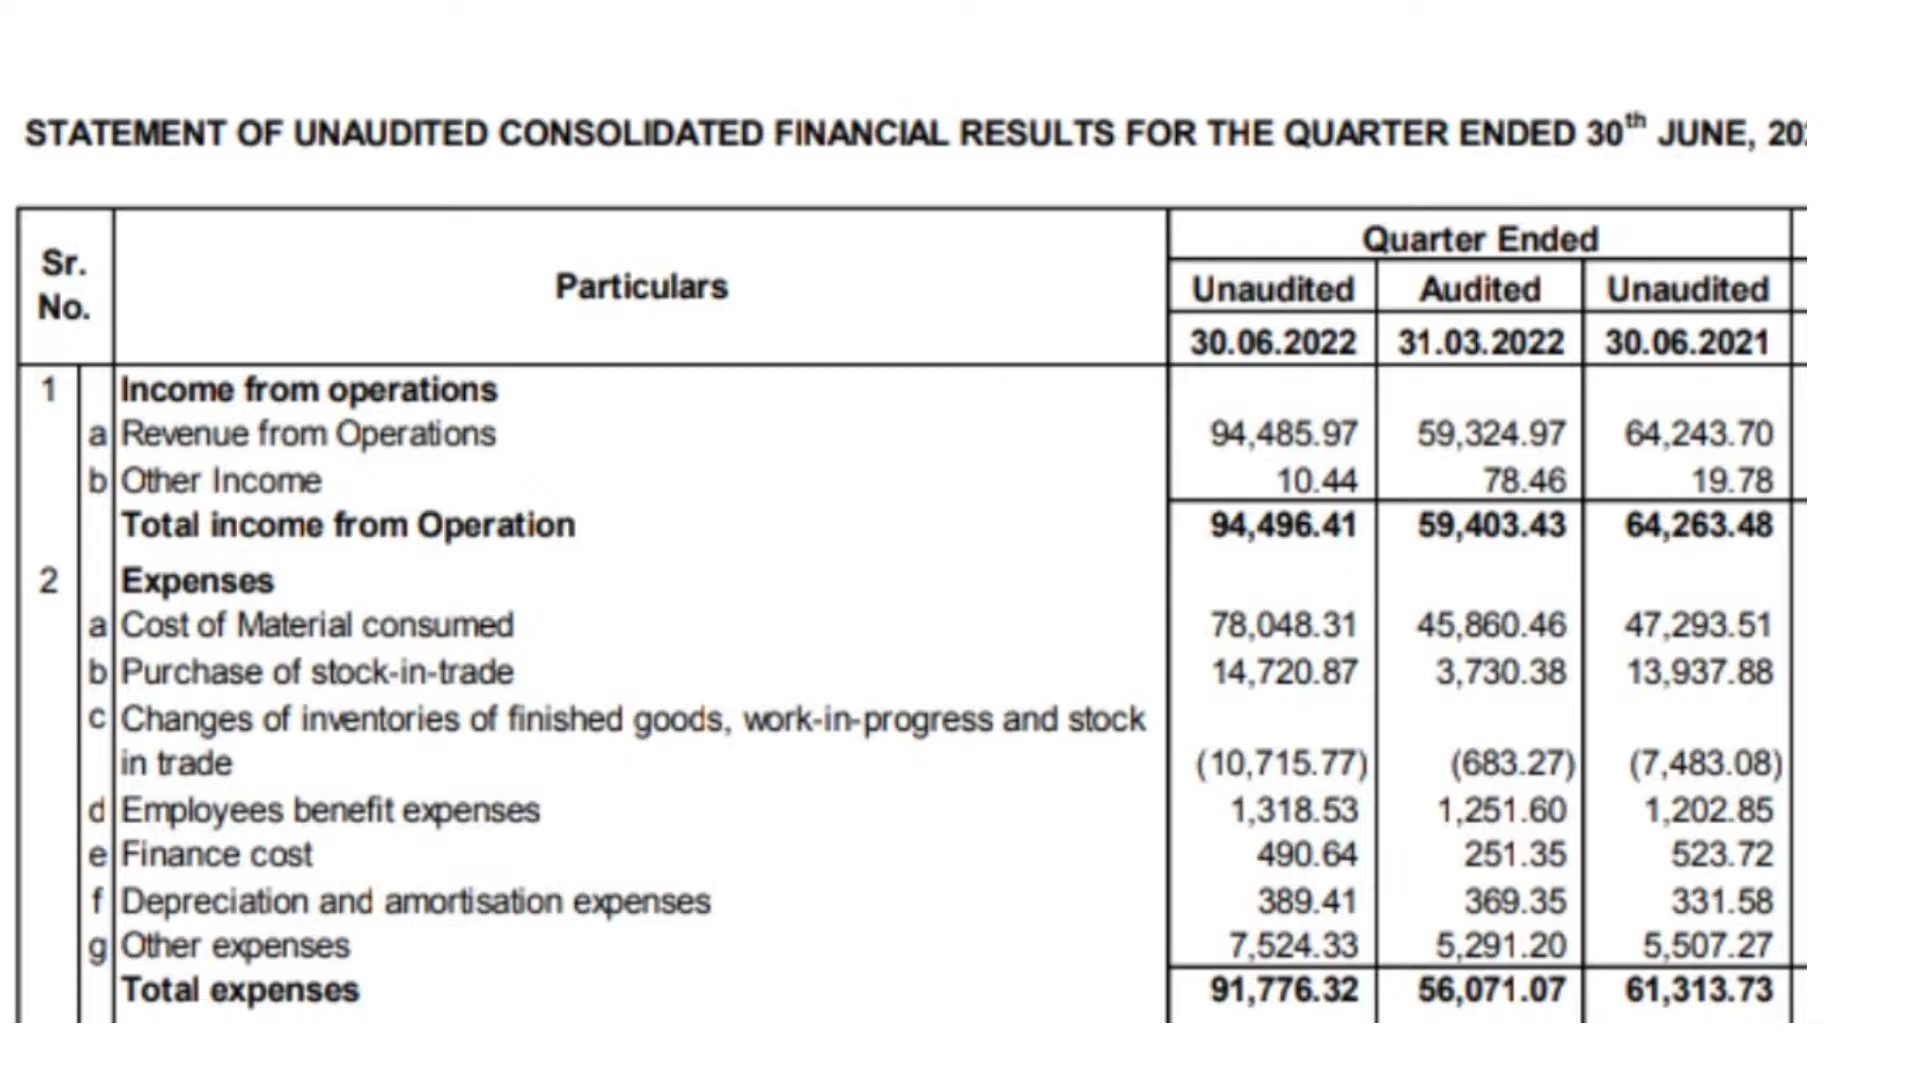 STATEMENT OF UNAUDITED CONSOLIDATED FINANCIAL RESULTS FOR THE QUARTER ENDED 30th JUNE, 20
Sr. No. Particulars Quarter Ended
Unaudited Audited Unaudited
30.06.2022 31.03.2022 30.06.2021
1 Income from operations
a Revenue from Operations 94,485.97 59,324.97 64,243.70
b Other Income 10.44 78.46 19.78
Total income from Operation 94,496.41 59,403.43 64,263.48
2 Expenses
a Cost of Material consumed 78,048.31 45,860.46 47,293.51
b Purchase of stock-in-trade 14,720.87 3,730.38 13,937.88
c Changes of inventories of finished goods, work-in-progress and stock
in trade (10,715.77) (683.27) (7,483.08)
d Employees benefit expenses 1,318.53 1,251.60 1,202.85
e Finance cost 490.64 251.35 523.72
f Depreciation and amortisation expenses 389.41 369.35 331.58
g Other expenses 7,524.33 5,291.20 5,507.27
Total expenses 91,776.32 56,071.07 61,313.73